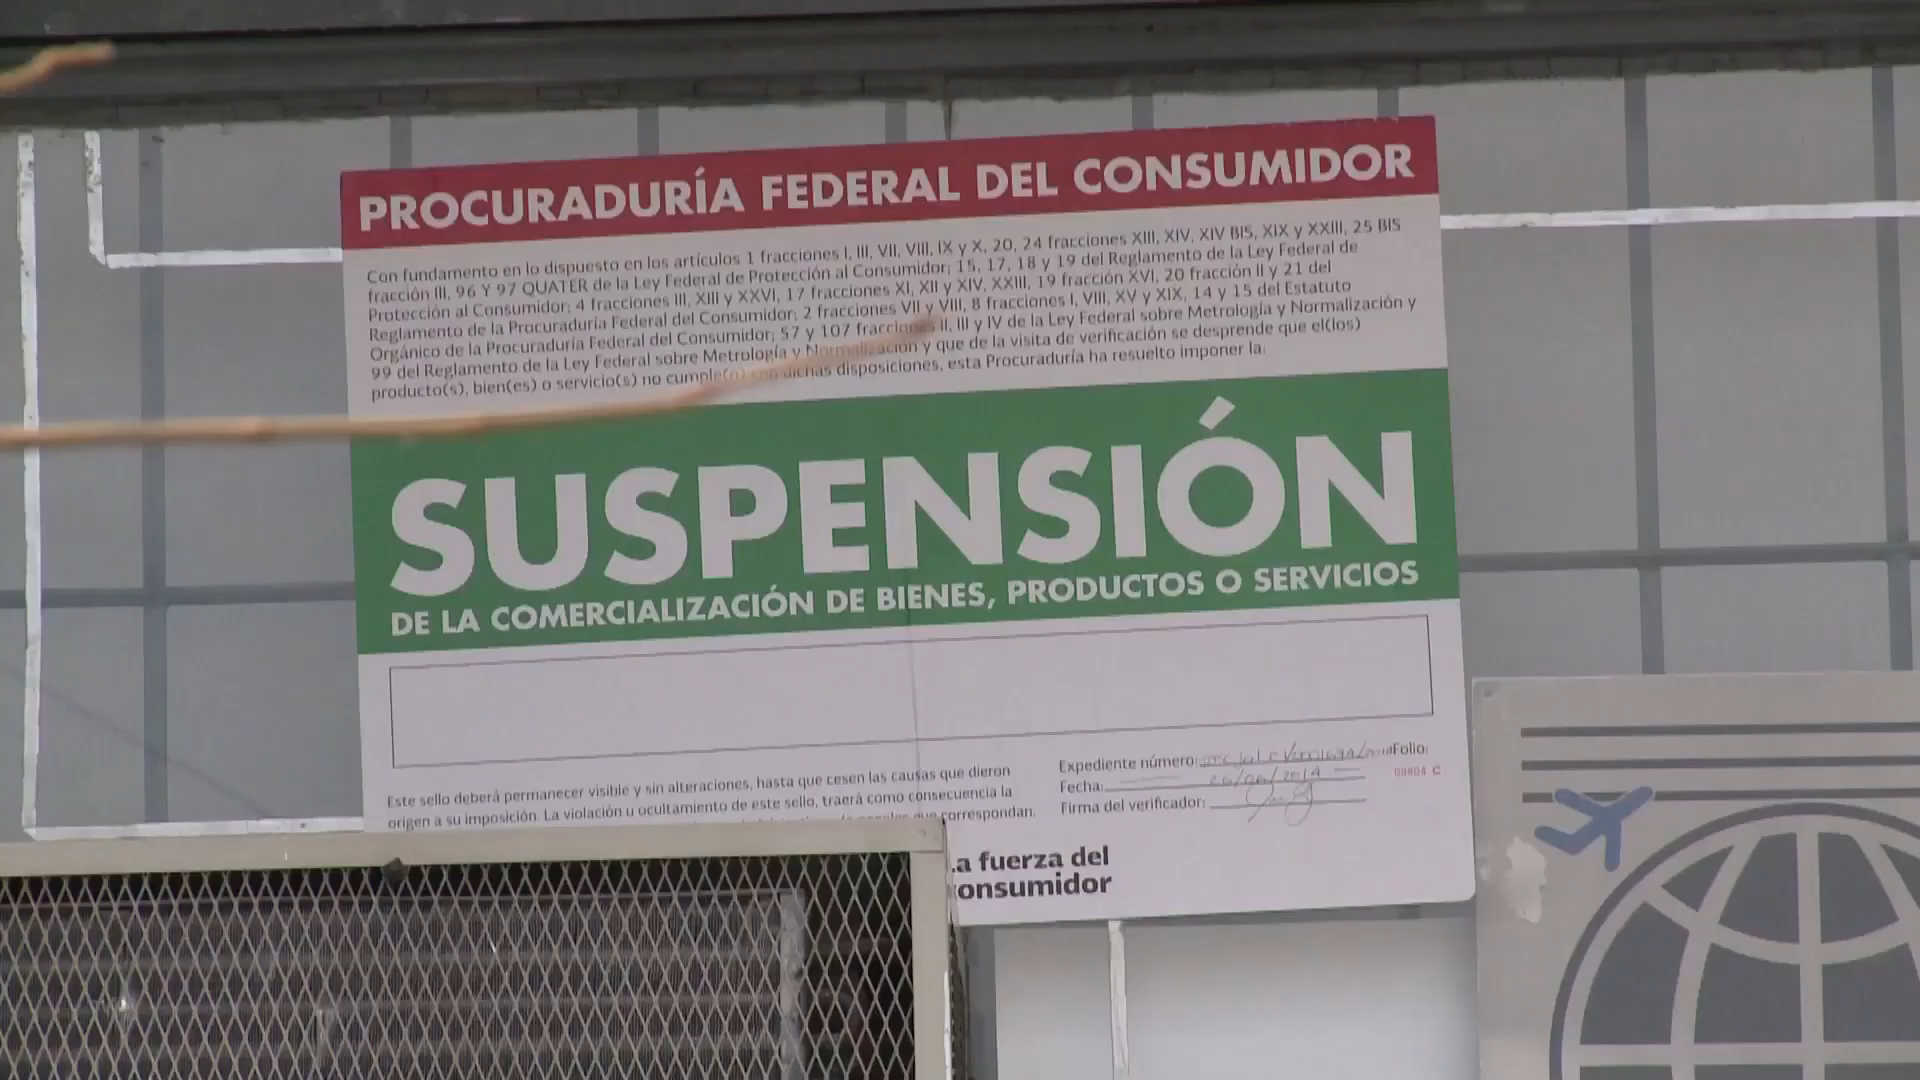 PROCURADURÍA FEDERAL DEL CONSUMIDOR
Con fundamento en lo dispuesto en los artículos 1 fracciones I, III, VII, VIII, IX y X, 20, 24 fracciones XIII, XIV, XIV BIS, XIX y XXIII, 25 BIS
fracción III, 96 Y 97 QUATER de la Ley Federal de Protección al Consumidor; 15, 17, 18 y 19 del Reglamento de la Ley Federal de
Protección al Consumidor; 4 fracciones III, XIII y XXVI, 17 fracciones XI, XII y XIV, XXIII, 19 fracción XVI, 20 fracción II y 21 del
Reglamento de la Procuraduría Federal del Consumidor; 2 fracciones VII y VIII, 8 fracciones I, VIII, XV y XIX, 14 y 15 del Estatuto
Orgánico de la Procuraduría Federal del Consumidor; 57 y 107 fracciones II, III y IV de la Ley Federal sobre Metrología y Normalización y
99 del Reglamento de la Ley Federal sobre Metrología y Normalización y que de la visita de verificación se desprende que el(los)
producto(s), bien(es) o servicio(s) no cumple(n) con dichas disposiciones, esta Procuraduría ha resuelto imponer la:
SUSPENSIÓN
DE LA COMERCIALIZACIÓN DE BIENES, PRODUCTOS O SERVICIOS
Este sello deberá permanecer visible y sin alteraciones, hasta que cesen las causas que dieron
origen a su imposición. La violación u ocultamiento de este sello, traerá como consecuencia la
correspondan.
Expediente número: Folio:
Fecha:
Firma del verificador:
a fuerza del
onsumidor